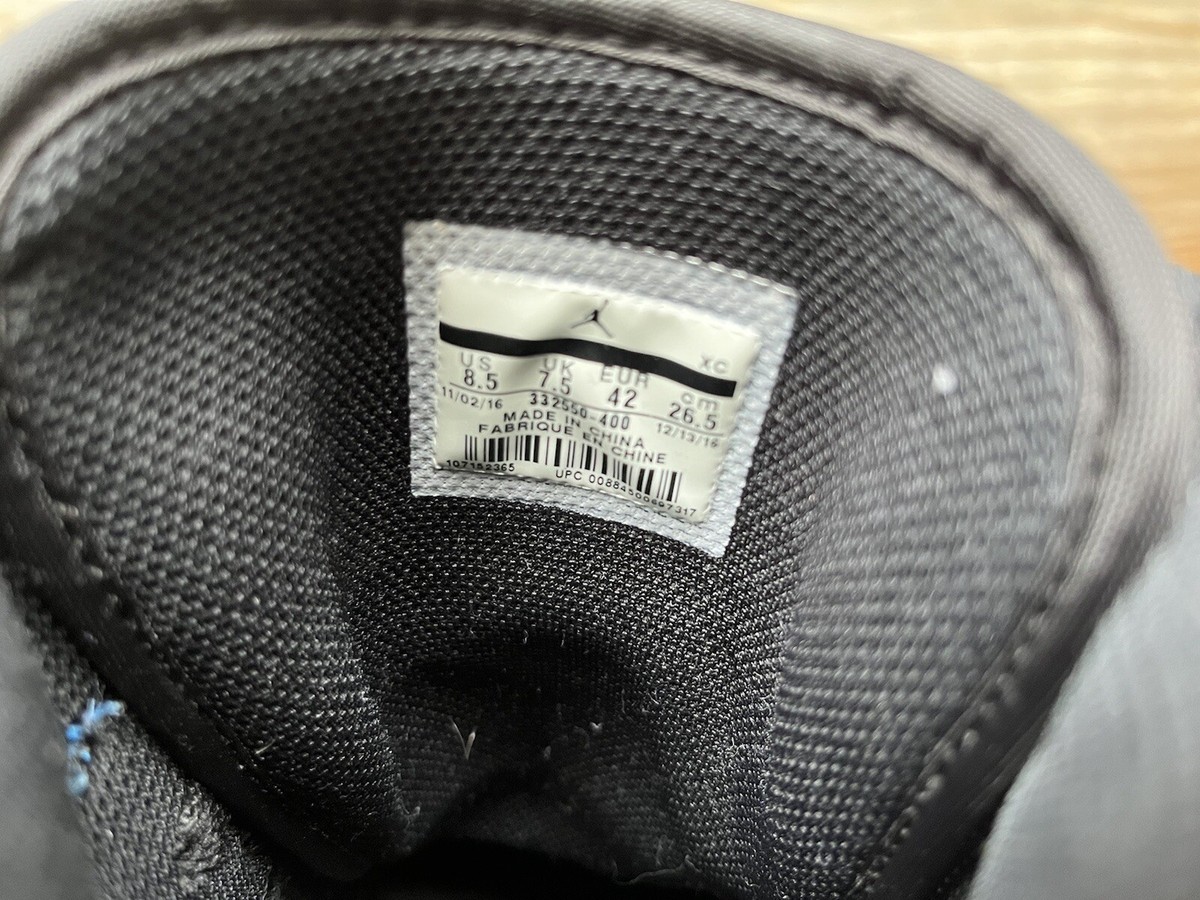 XC
US UK EUR cm
8.5 7.5 42 26.5
11/02/16 332550-400 12/13/16
MADE IN CHINA
FABRIQUE EN CHINE
107152365
UPC 00884500697317